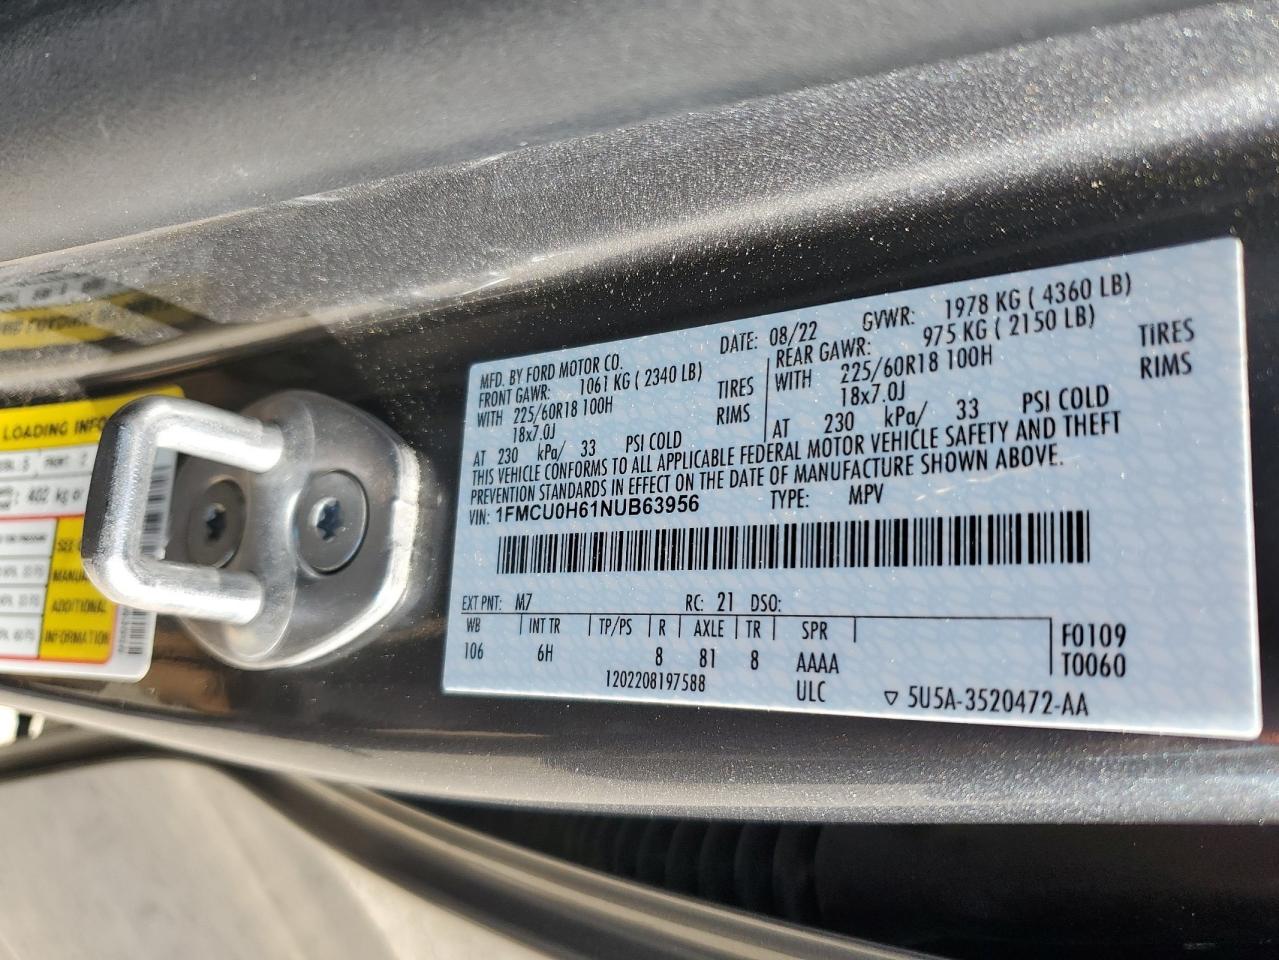 MFD. BY FORD MOTOR CO.
DATE: 08/22
GVWR: 1978 KG ( 4360 LB)
FRONT GAWR: 1061 KG ( 2340 LB)
WITH 225/60R18 100H TIRES
18x7.0J RIMS
AT 230 kPa/ 33 PSI COLD
REAR GAWR: 975 KG ( 2150 LB)
WITH 225/60R18 100H TIRES
18x7.0J RIMS
AT 230 kPa/ 33 PSI COLD
THIS VEHICLE CONFORMS TO ALL APPLICABLE FEDERAL MOTOR VEHICLE SAFETY AND THEFT
PREVENTION STANDARDS IN EFFECT ON THE DATE OF MANUFACTURE SHOWN ABOVE.
VIN: 1FMCU0H61NUB63956 TYPE: MPV
EXT PNT: M7 RC: 21 DSO:
WB INT TR TP/PS R AXLE TR SPR F0109
106 6H 8 81 8 AAAA T0060
1202208197588 ULC ▽ 5U5A-3520472-AA
LOADING INFO
402 kg or
SEE
MANUA
ADDITIONAL
INFORMATION